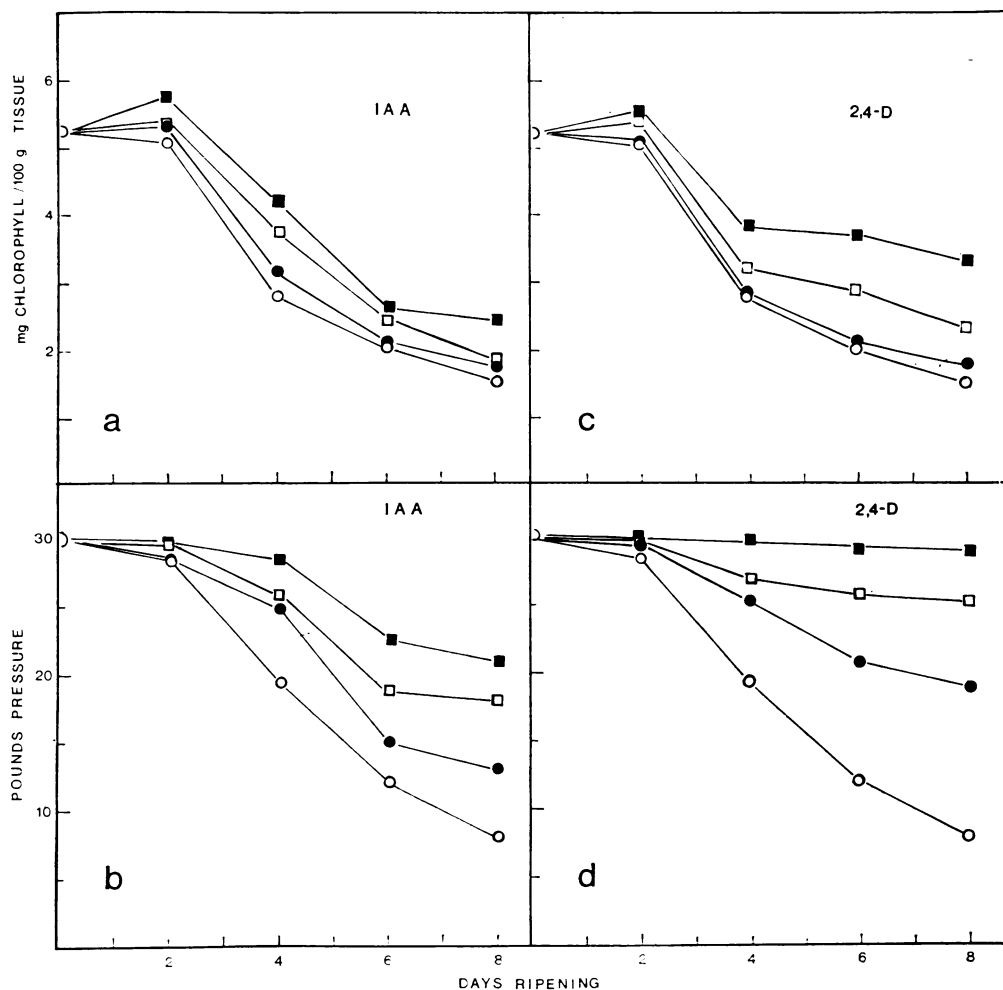 mg CHLOROPHYLL / 100 g TISSUE
6
4
2
IAA
a
2,4-D
c
POUNDS PRESSURE
30
20
10
IAA
b
2,4-D
d
2 4 6 8 2 4 6 8
DAYS RIPENING